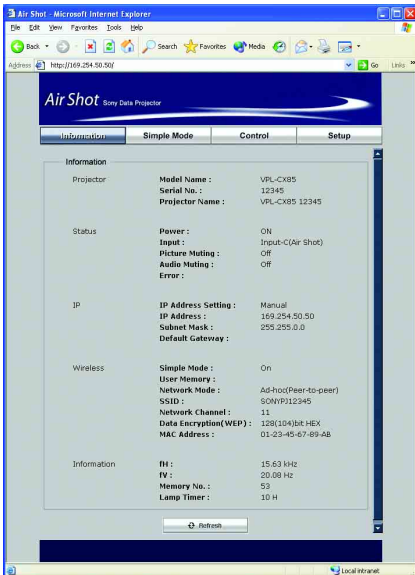 Air Shot - Microsoft Internet Explorer
File Edit View Favorites Tools Help
Back Search Favorites Media
Address http://169.254.50.50/ Go Links »
Air Shot Sony Data Projector
Information Simple Mode Control Setup
Information
Projector Model Name : VPL-CX85
Serial No. : 12345
Projector Name : VPL-CX85 12345
Status Power : ON
Input : Input-C(Air Shot)
Picture Muting : Off
Audio Muting : Off
Error :
IP IP Address Setting : Manual
IP Address : 169.254.50.50
Subnet Mask : 255.255.0.0
Default Gateway :
Wireless Simple Mode : On
User Memory :
Network Mode : Ad-hoc(Peer-to-peer)
SSID : SONYPJ12345
Network Channel : 11
Data Encryption(WEP) : 128(104)bit HEX
MAC Address : 01-23-45-67-89-AB
Information fH : 15.63 kHz
fV : 20.08 Hz
Memory No. : 53
Lamp Timer : 10 H
Refresh
Local intranet